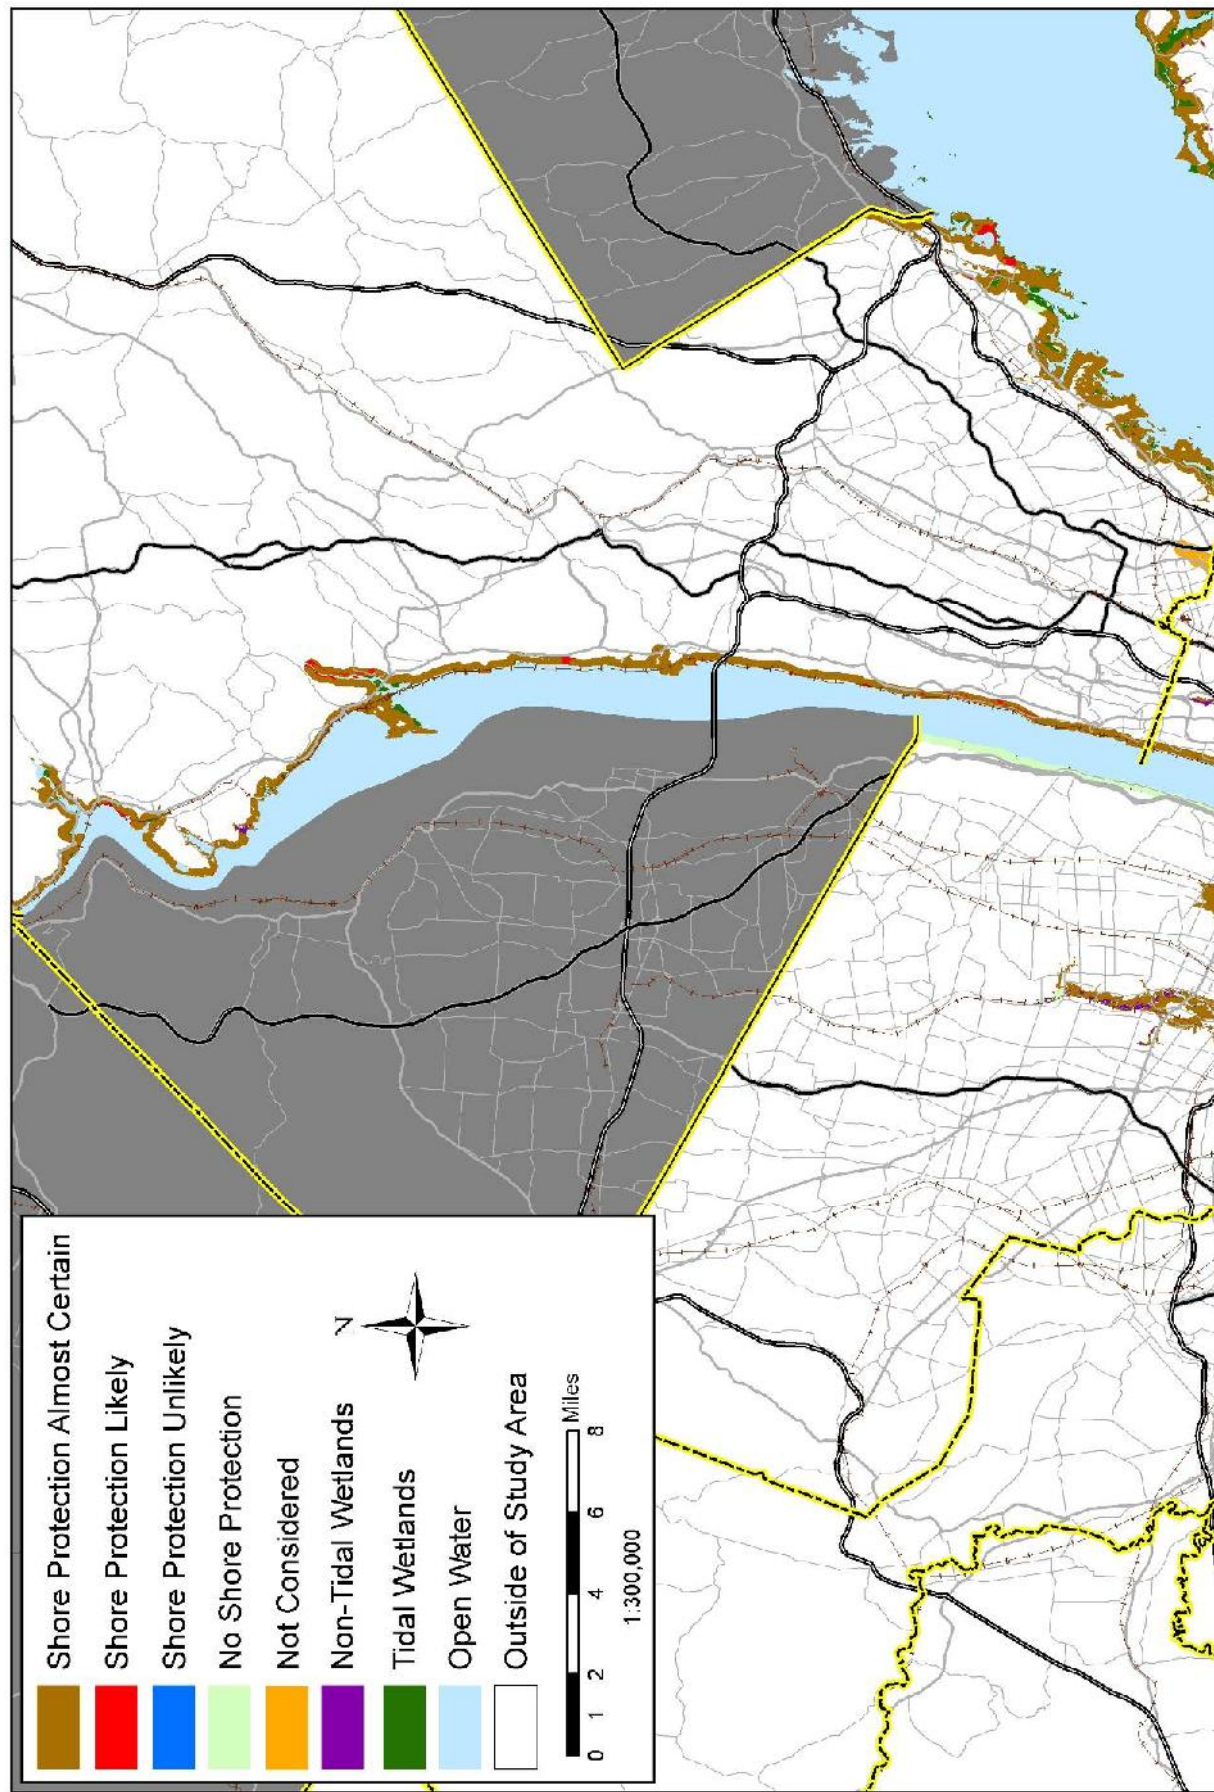 Shore Protection Almost Certain
Shore Protection Likely
Shore Protection Unlikely
No Shore Protection
Not Considered
Non-Tidal Wetlands
Tidal Wetlands
Open Water
Outside of Study Area
N
0 1 2 4 6 8
Miles
1:300,000